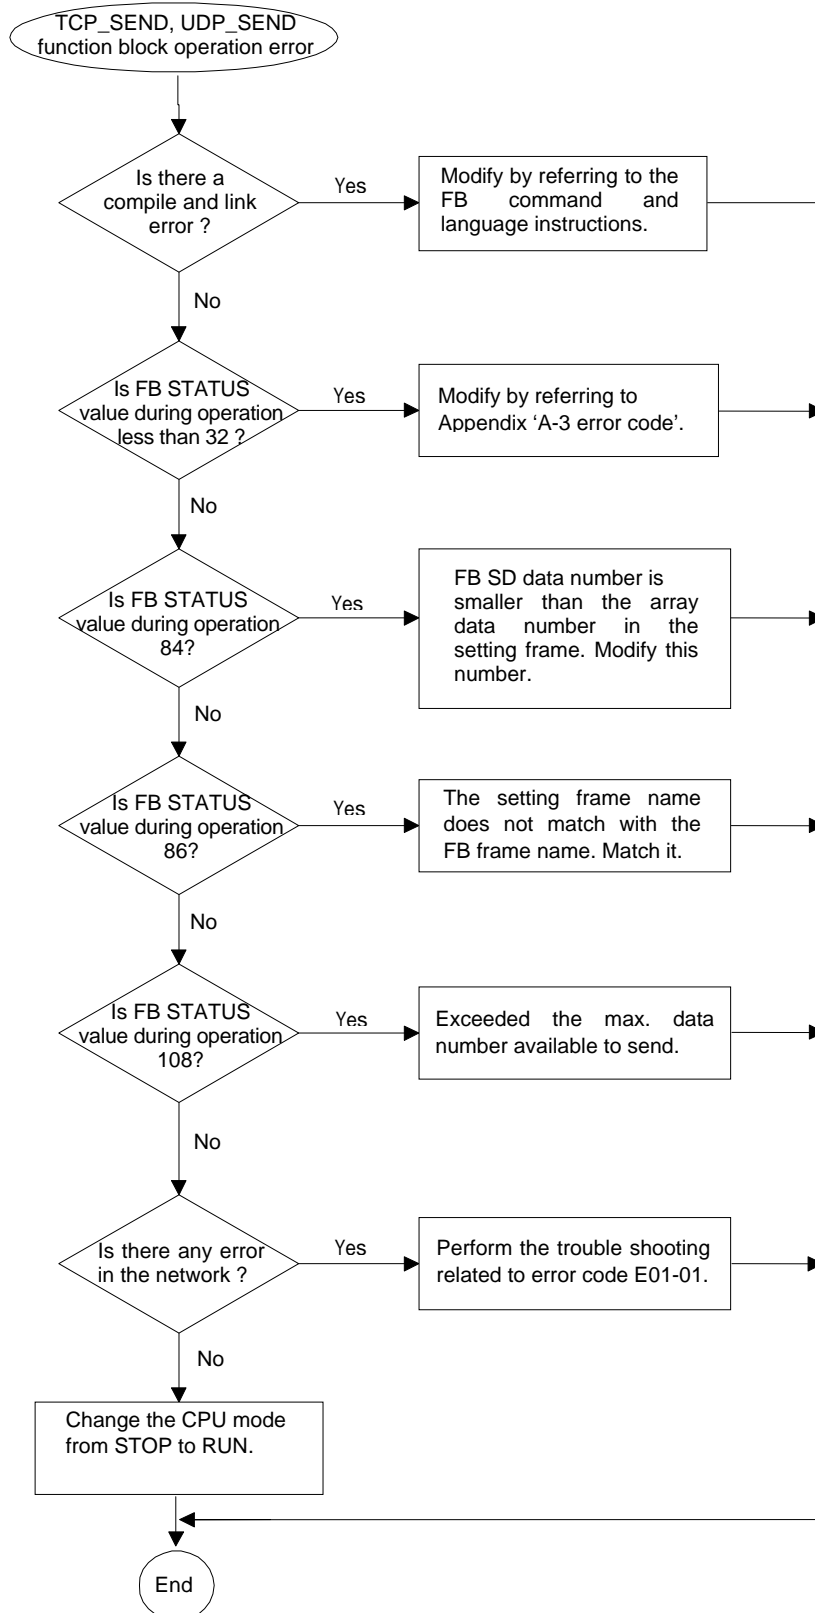 TCP_SEND, UDP_SEND
function block operation error
Is there a
compile and link
error ?
Yes
Modify by referring to the
FB command and
language instructions.
No
Is FB STATUS
value during operation
less than 32 ?
Yes
Modify by referring to
Appendix ‘A-3 error code’.
No
Is FB STATUS
value during operation
84?
Yes
FB SD data number is
smaller than the array
data number in the
setting frame. Modify this
number.
No
Is FB STATUS
value during operation
86?
Yes
The setting frame name
does not match with the
FB frame name. Match it.
No
Is FB STATUS
value during operation
108?
Yes
Exceeded the max. data
number available to send.
No
Is there any error
in the network ?
Yes
Perform the trouble shooting
related to error code E01-01.
No
Change the CPU mode
from STOP to RUN.
End